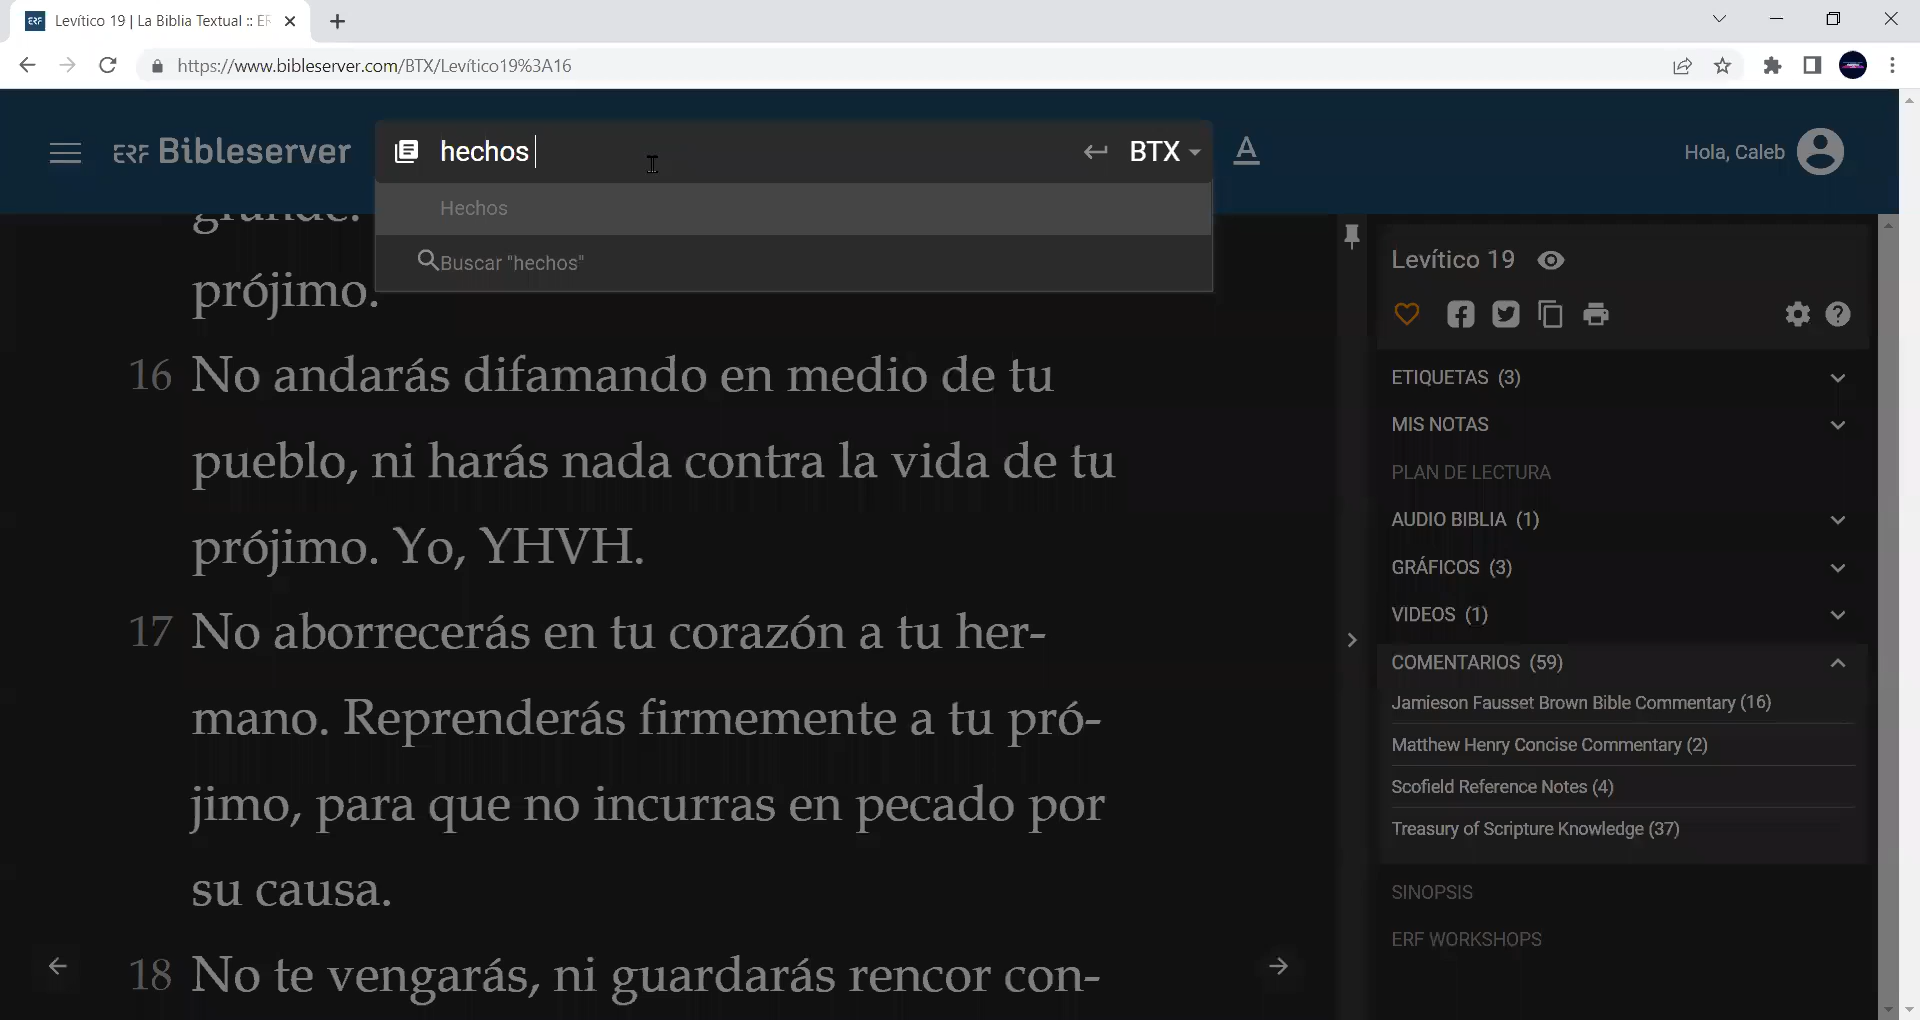 Levítico 19 | La Biblia Textual :: ER
https://www.bibleserver.com/BTX/Levítico19%3A16
ERF Bibleserver
hechos
BTX
A
Hola, Caleb
Hechos
Buscar "hechos"
grande.
prójimo.
16 No andarás difamando en medio de tu
pueblo, ni harás nada contra la vida de tu
prójimo. Yo, YHVH.
17 No aborrecerás en tu corazón a tu her-
mano. Reprenderás firmemente a tu pró-
jimo, para que no incurras en pecado por
su causa.
18 No te vengarás, ni guardarás rencor con-
Levítico 19
ETIQUETAS (3)
MIS NOTAS
PLAN DE LECTURA
AUDIO BIBLIA (1)
GRÁFICOS (3)
VIDEOS (1)
COMENTARIOS (59)
Jamieson Fausset Brown Bible Commentary (16)
Matthew Henry Concise Commentary (2)
Scofield Reference Notes (4)
Treasury of Scripture Knowledge (37)
SINOPSIS
ERF WORKSHOPS